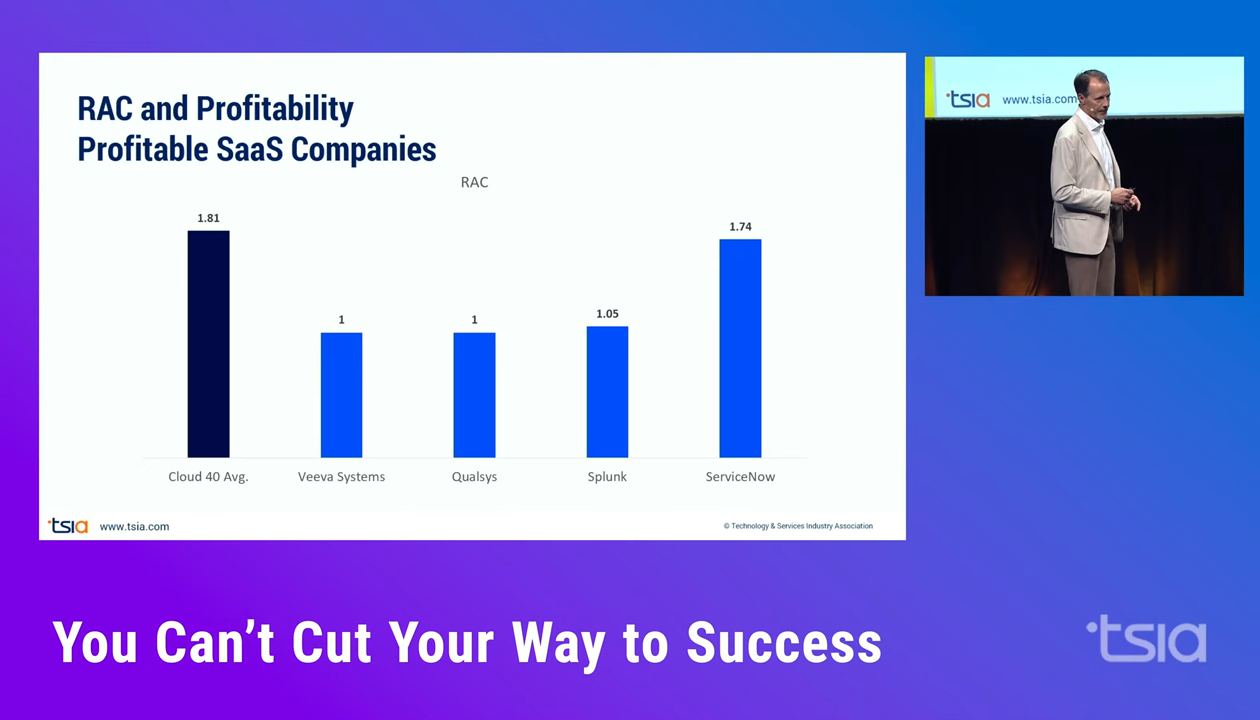 RAC and Profitability
Profitable SaaS Companies
RAC
1.81
1
1
1.05
1.74
Cloud 40 Avg.
Veeva Systems
Qualsys
Splunk
ServiceNow
tsia www.tsia.com
© Technology & Services Industry Association
tsia www.tsia.com
You Can't Cut Your Way to Success
tsia